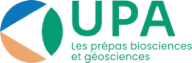 UPA
Les prépas biosciences
et géosciences